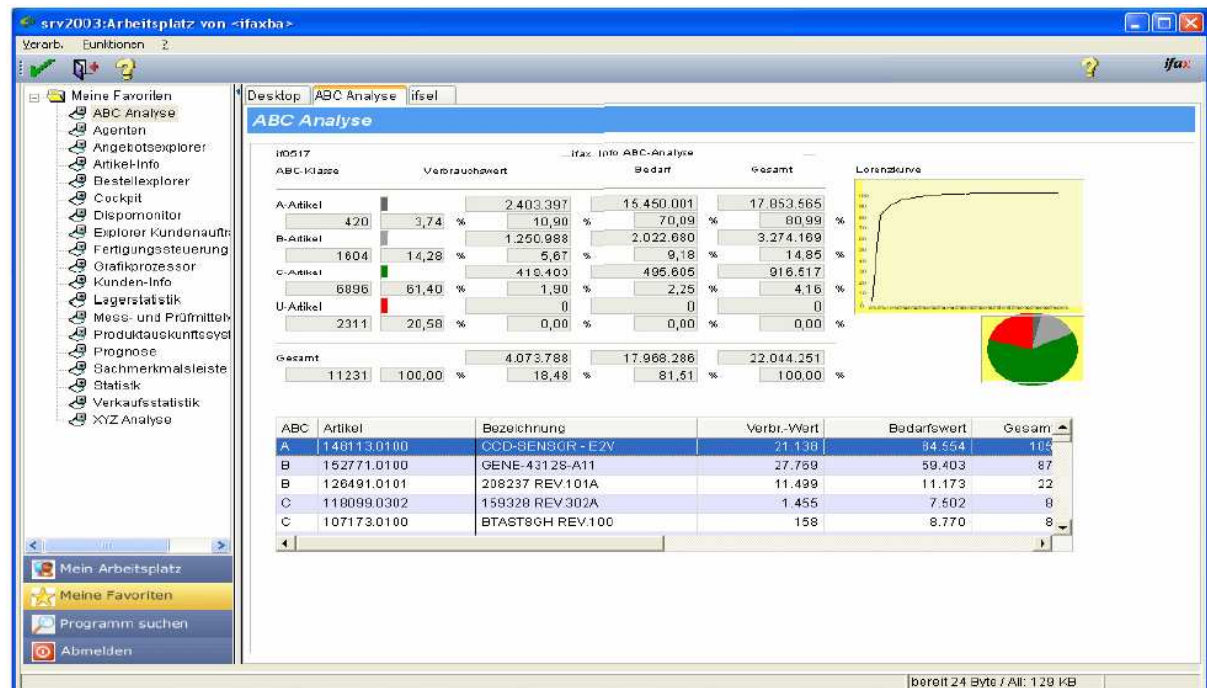 srv2003:Arbeitsplatz von <ifaxba>
Verarb. Funktionen ?
ifax
Meine Favoriten
ABC Analyse
Agenten
Angebotsexplorer
Artikel-Info
Bestellexplorer
Cockpit
Dispomonitor
Explorer Kundenauftr
Fertigungssteuerung
Grafikprozessor
Kunden-Info
Lagerstatistik
Mess- und Prüfmittelv
Produktauskunftssyst
Prognose
Sachmerkmalsleiste
Statistik
Verkaufsstatistik
XYZ Analyse
Mein Arbeitsplatz
Meine Favoriten
Programm suchen
Abmelden
Desktop ABC Analyse ifsel
ABC Analyse
if0517 ifax Info ABC-Analyse
ABC-Klasse Verbrauchswert Bedarf Gesamt Lorenzkurve
A-Artikel 2.403.397 15.450.001 17.853.565
420 3,74 % 10,90 % 70,09 % 80,99 %
B-Artikel 1.250.988 2.022.680 3.274.169
1604 14,28 % 5,67 % 9,18 % 14,85 %
C-Artikel 419.403 495.605 916.517
6896 61,40 % 1,90 % 2,25 % 4,16 %
U-Artikel 0 0 0
2311 20,58 % 0,00 % 0,00 % 0,00 %
Gesamt 4.073.788 17.968.286 22.044.251
11231 100,00 % 18,48 % 81,51 % 100,00 %
ABC Artikel Bezeichnung Verbr.-Wert Bedarfswert Gesam
A 148113.0100 CCD-SENSOR - E2V 21.138 84.554 105
B 152771.0100 GENE-4312S-A11 27.769 59.403 87
B 126491.0101 208237 REV.101A 11.499 11.173 22
C 118099.0302 159328 REV.302A 1.455 7.502 8
C 107173.0100 BTAST8GH REV.100 158 8.770 8
bereit 24 Byte / All: 129 KB